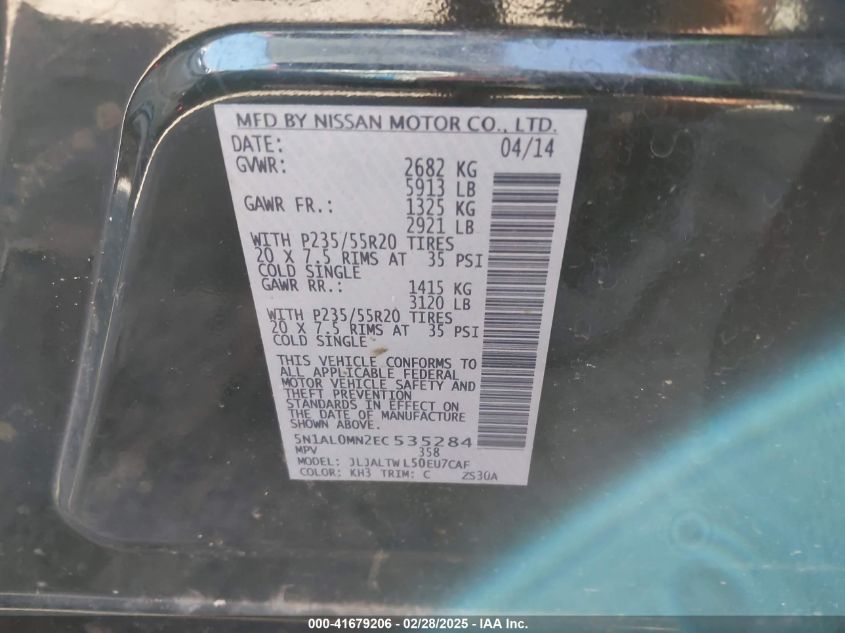 MFD BY NISSAN MOTOR CO., LTD.
DATE: 04/14
GVWR: 2682 KG
5913 LB
GAWR FR.: 1325 KG
2921 LB
WITH P235/55R20 TIRES
20 X 7.5 RIMS AT 35 PSI
COLD SINGLE
GAWR RR.: 1415 KG
3120 LB
WITH P235/55R20 TIRES
20 X 7.5 RIMS AT 35 PSI
COLD SINGLE
THIS VEHICLE CONFORMS TO
ALL APPLICABLE FEDERAL
MOTOR VEHICLE SAFETY AND
THEFT PREVENTION
STANDARDS IN EFFECT ON
THE DATE OF MANUFACTURE
SHOWN ABOVE.
5N1AL0MN2EC535284
MPV 358
MODEL: JLJALTWL50EU7CAF
COLOR: KH3 TRIM: C ZS30A
000-41679206 - 02/28/2025 - IAA Inc.